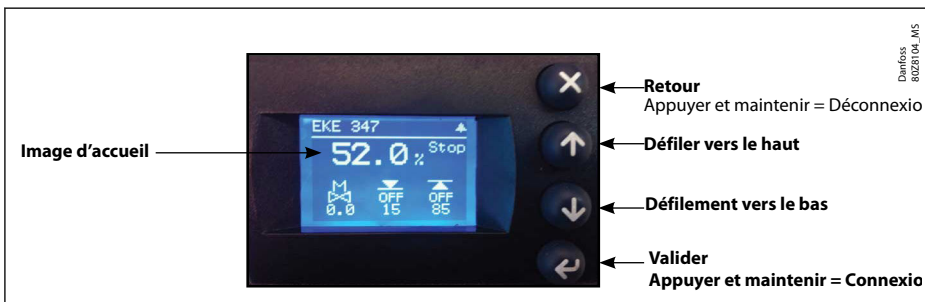 Danfoss
80Z8104_MS
Image d'accueil
EKE 347
52.0 % Stop
M
OFF OFF
0.0 15 85
Retour
Appuyer et maintenir = Déconnexio
Défiler vers le haut
Défilement vers le bas
Valider
Appuyer et maintenir = Connexio